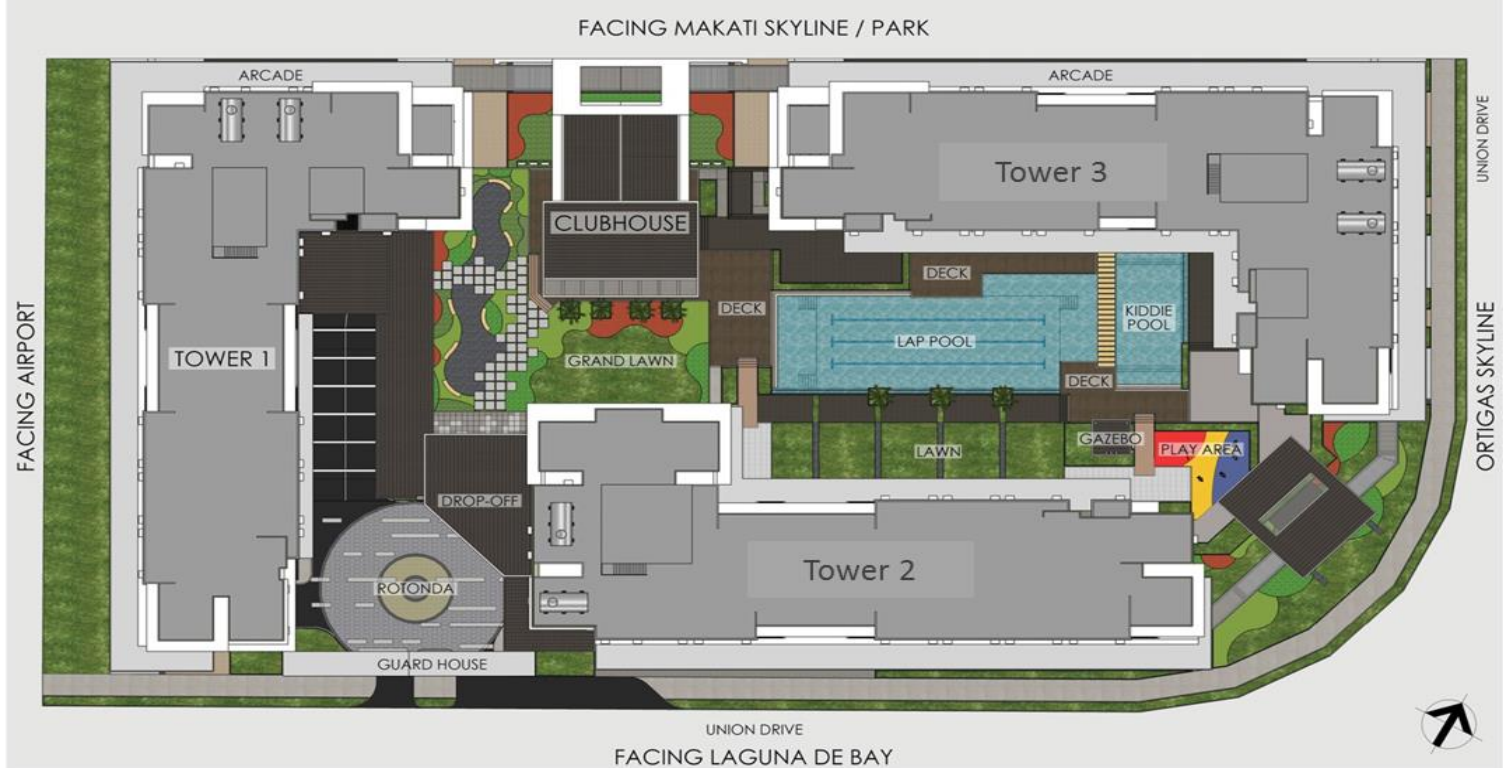 FACING MAKATI SKYLINE / PARK
ARCADE
ARCADE
UNION DRIVE
Tower 3
CLUBHOUSE
DECK
DECK
KIDDIE
POOL
FACING AIRPORT
TOWER 1
LAP POOL
GRAND LAWN
DECK
ORTIGAS SKYLINE
GAZEBO
LAWN
PLAY AREA
DROP-OFF
Tower 2
ROTONDA
GUARD HOUSE
UNION DRIVE
FACING LAGUNA DE BAY